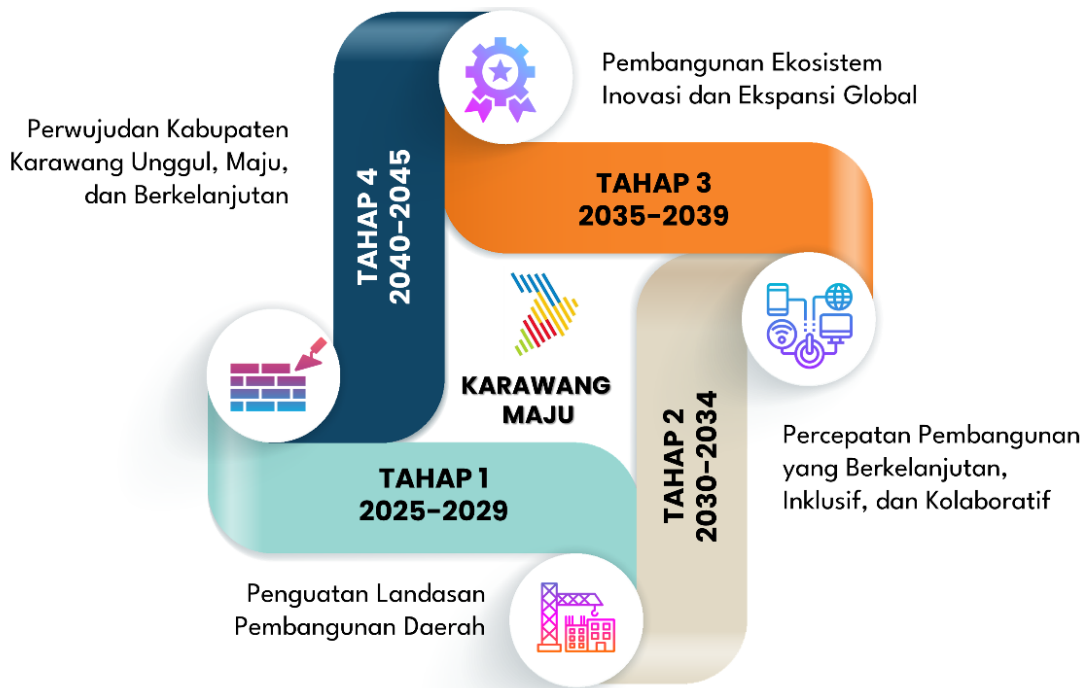 Pembangunan Ekosistem
Inovasi dan Ekspansi Global
Perwujudan Kabupaten
Karawang Unggul, Maju,
dan Berkelanjutan
TAHAP 4
2040-2045
TAHAP 3
2035-2039
KARAWANG
MAJU
TAHAP 2
2030-2034
Percepatan Pembangunan
yang Berkelanjutan,
Inklusif, dan Kolaboratif
TAHAP 1
2025-2029
Penguatan Landasan
Pembangunan Daerah